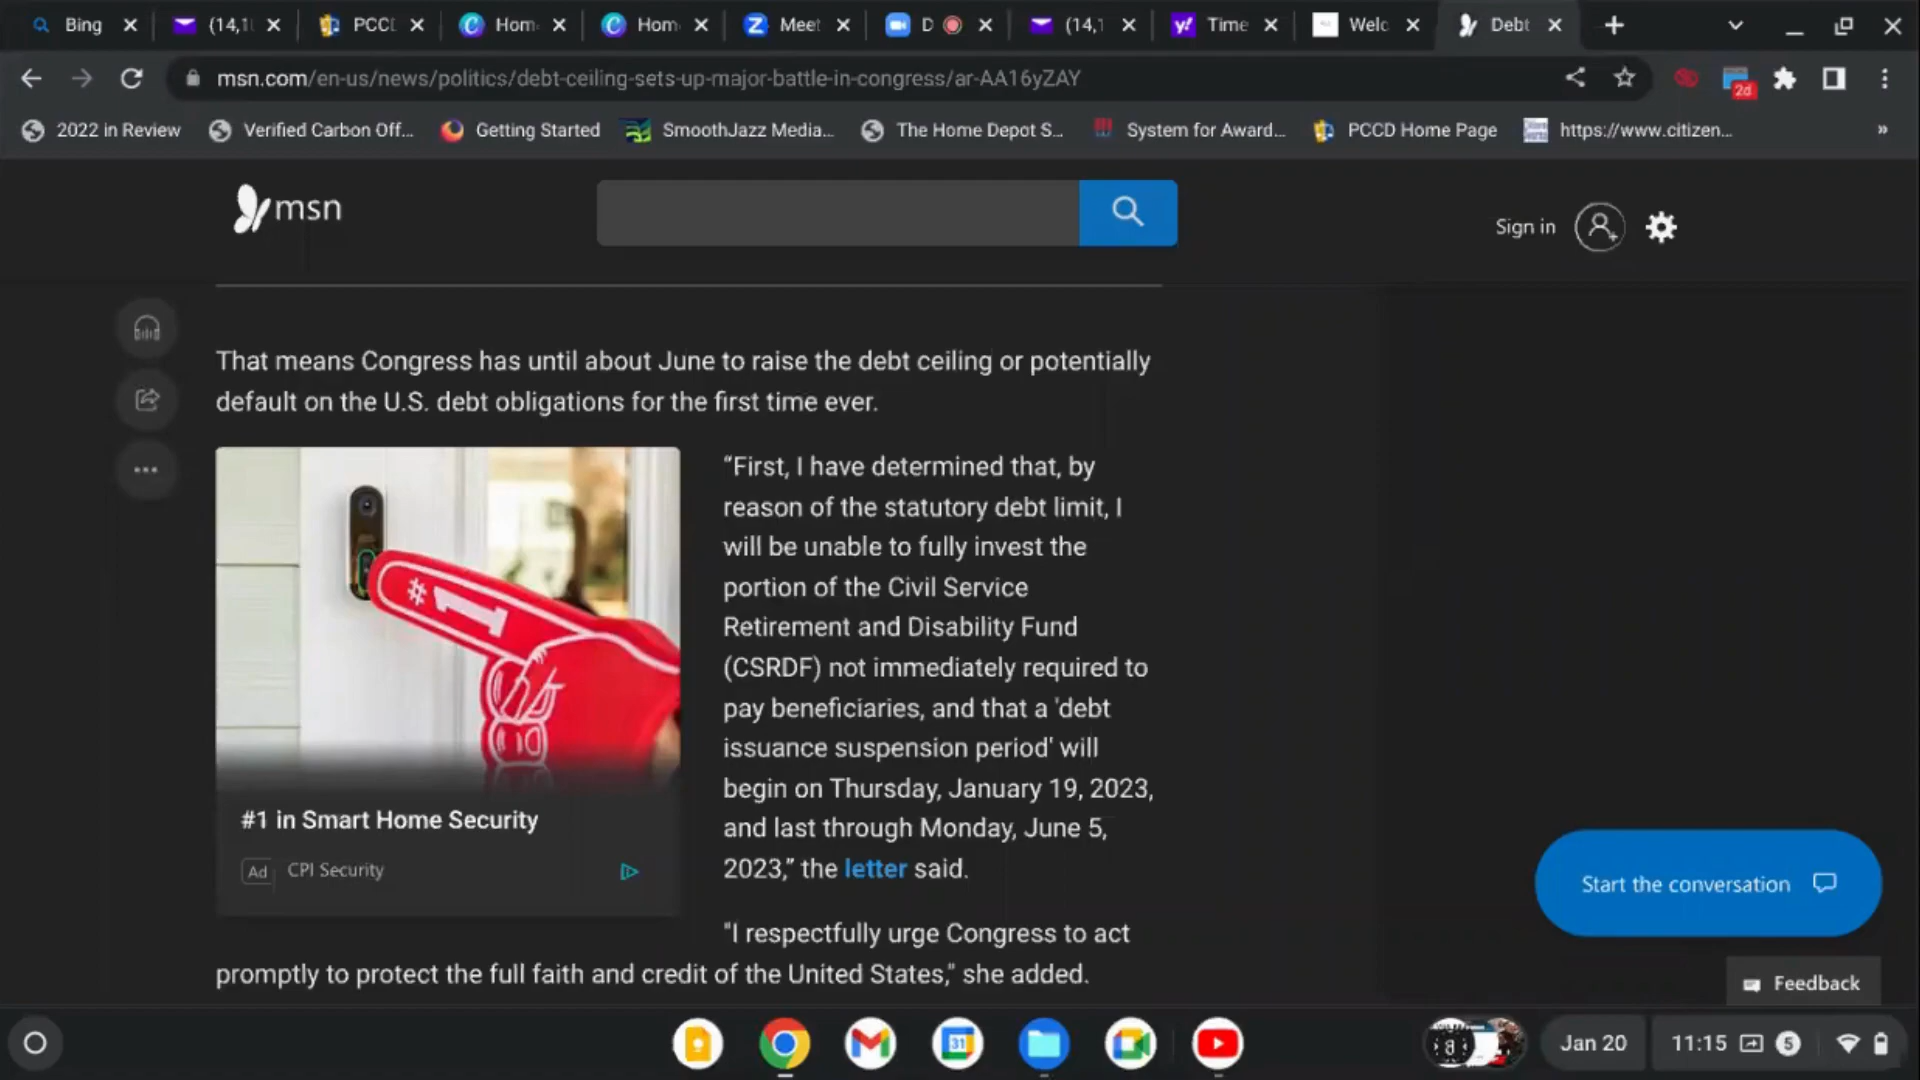 Bing
(14,1
PCC
Hom
Hom
Meet
D
(14,1
Time
Welc
Debt
msn.com/en-us/news/politics/debt-ceiling-sets-up-major-battle-in-congress/ar-AA16yZAY
2d
2022 in Review
Verified Carbon Off...
Getting Started
SmoothJazz Media...
The Home Depot S...
System for Award...
PCCD Home Page
https://www.citizen...
»
msn
Sign in
That means Congress has until about June to raise the debt ceiling or potentially
default on the U.S. debt obligations for the first time ever.
#1
#1 in Smart Home Security
Ad CPI Security
“First, I have determined that, by
reason of the statutory debt limit, I
will be unable to fully invest the
portion of the Civil Service
Retirement and Disability Fund
(CSRDF) not immediately required to
pay beneficiaries, and that a 'debt
issuance suspension period' will
begin on Thursday, January 19, 2023,
and last through Monday, June 5,
2023,” the letter said.
"I respectfully urge Congress to act
promptly to protect the full faith and credit of the United States," she added.
Start the conversation
Feedback
31
Jan 20
11:15
5